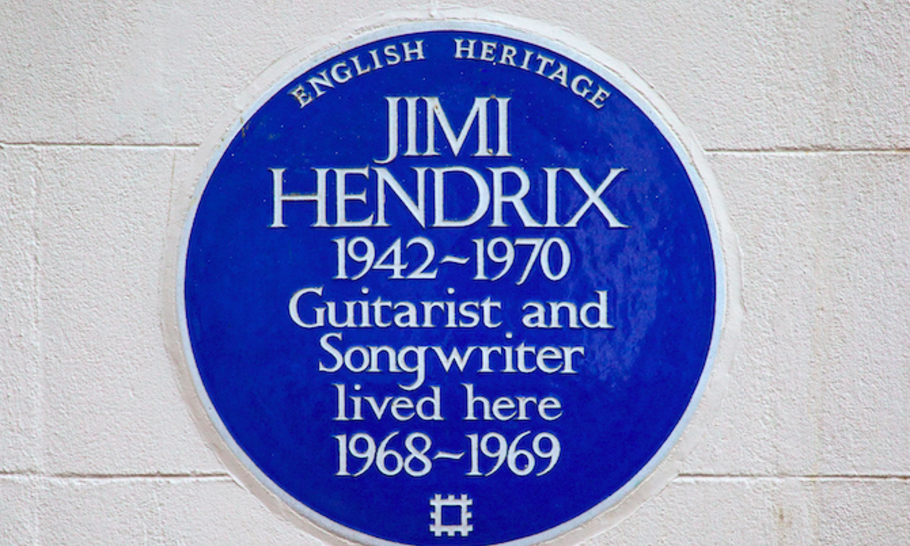 ENGLISH HERITAGE
JIMI
HENDRIX
1942~1970
Guitarist and
Songwriter
lived here
1968~1969